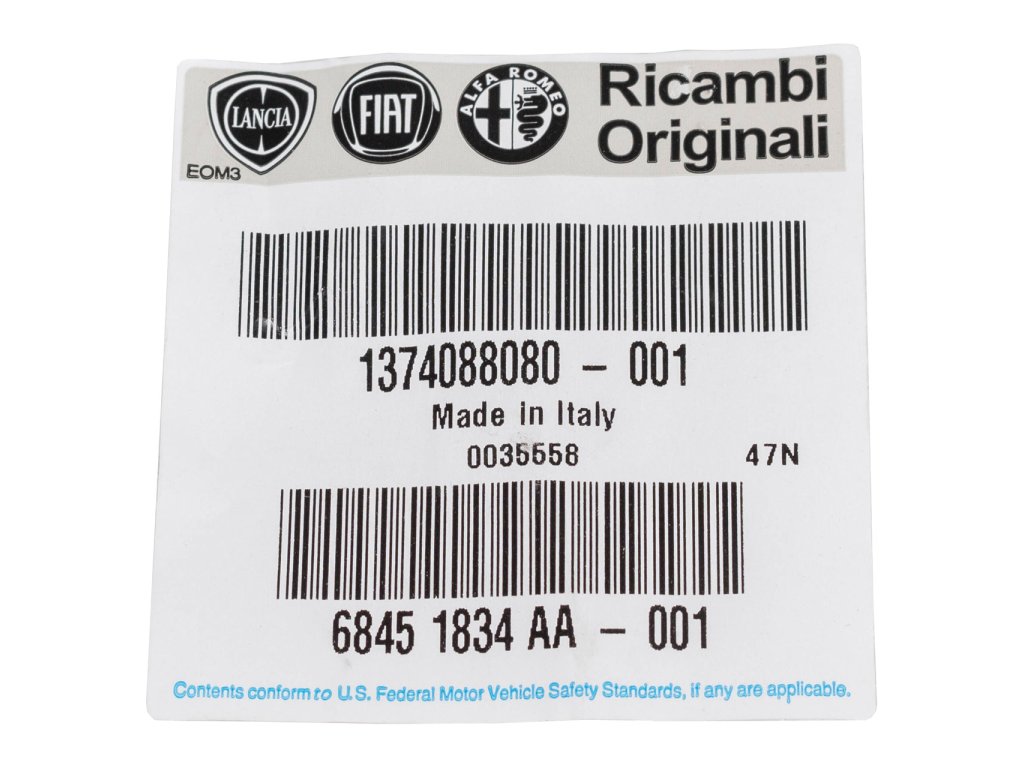 LANCIA
FIAT
ALFA ROMEO
Ricambi
Originali
EOM3
1374088080 - 001
Made in Italy
0035558 47N
6845 1834 AA - 001
Contents conform to U.S. Federal Motor Vehicle Safety Standards, if any are applicable.